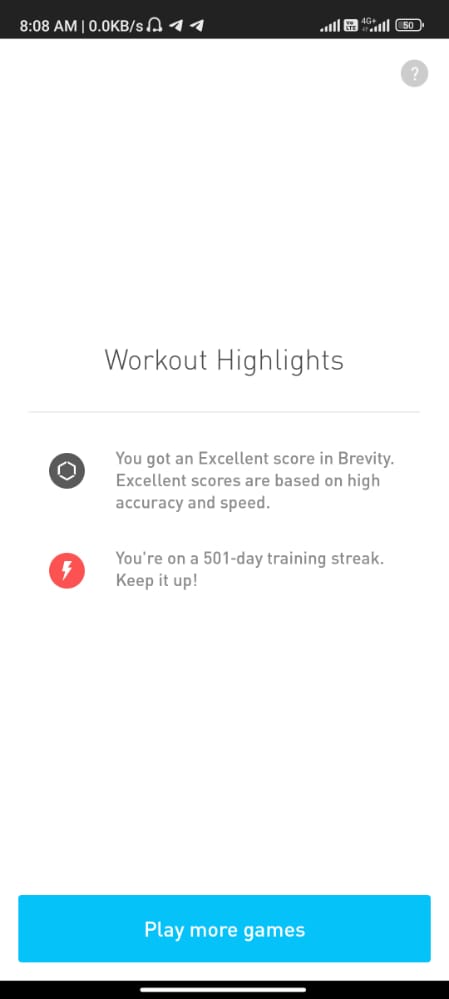 8:08 AM | 0.0KB/s
Vo LTE 4G+ 50
?
Workout Highlights
You got an Excellent score in Brevity.
Excellent scores are based on high
accuracy and speed.
You're on a 501-day training streak.
Keep it up!
Play more games